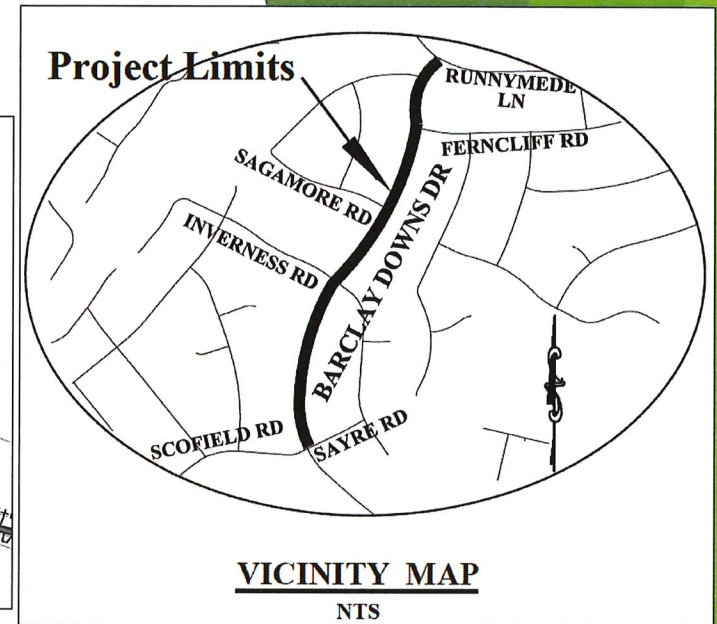 Project Limits
RUNNYMEDE
LN
FERNCLIFF RD
SAGAMORE RD
INVERNESS RD
BARCLAY DOWNS DR
SCOFIELD RD
SAYRE RD
VICINITY MAP
NTS